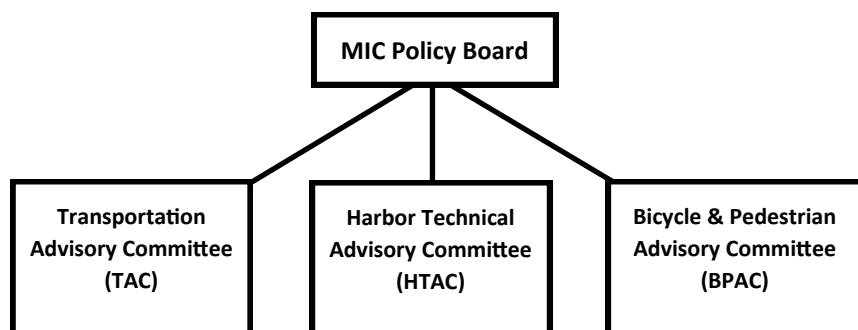 MIC Policy Board
Transportation
Advisory Committee
(TAC)
Harbor Technical
Advisory Committee
(HTAC)
Bicycle & Pedestrian
Advisory Committee
(BPAC)